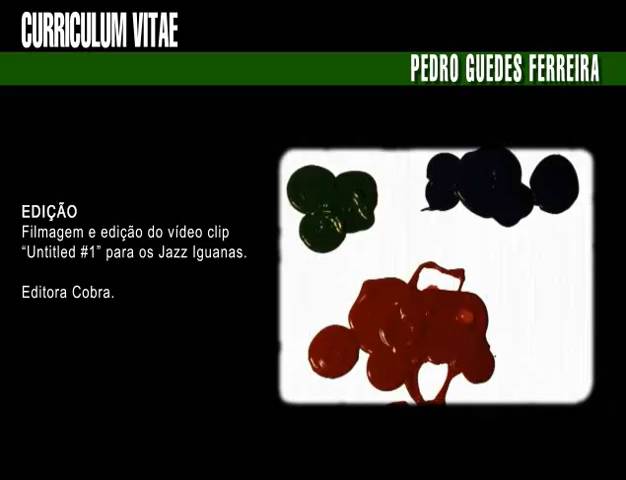 CURRICULUM VITAE
PEDRO GUEDES FERREIRA
EDIÇÃO
Filmagem e edição do vídeo clip
“Untitled #1” para os Jazz Iguanas.
Editora Cobra.